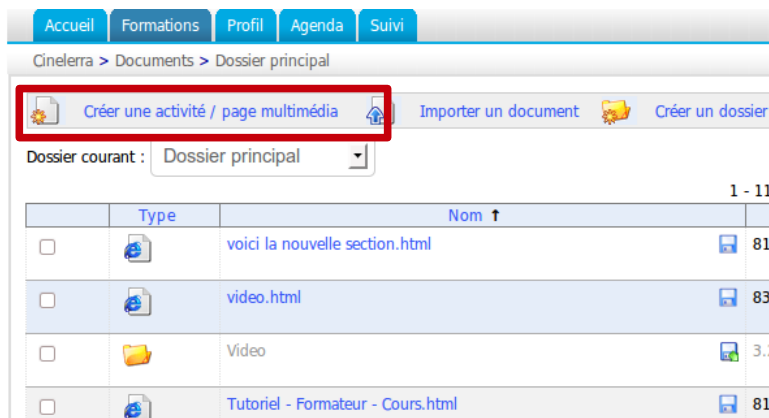 Accueil Formations Profil Agenda Suivi
Cinelerra > Documents > Dossier principal
Créer une activité / page multimédia Importer un document Créer un dossier
Dossier courant : Dossier principal
1 - 11
Type Nom ↑
voici la nouvelle section.html 81
video.html 83
Video 3.
Tutoriel - Formateur - Cours.html 81